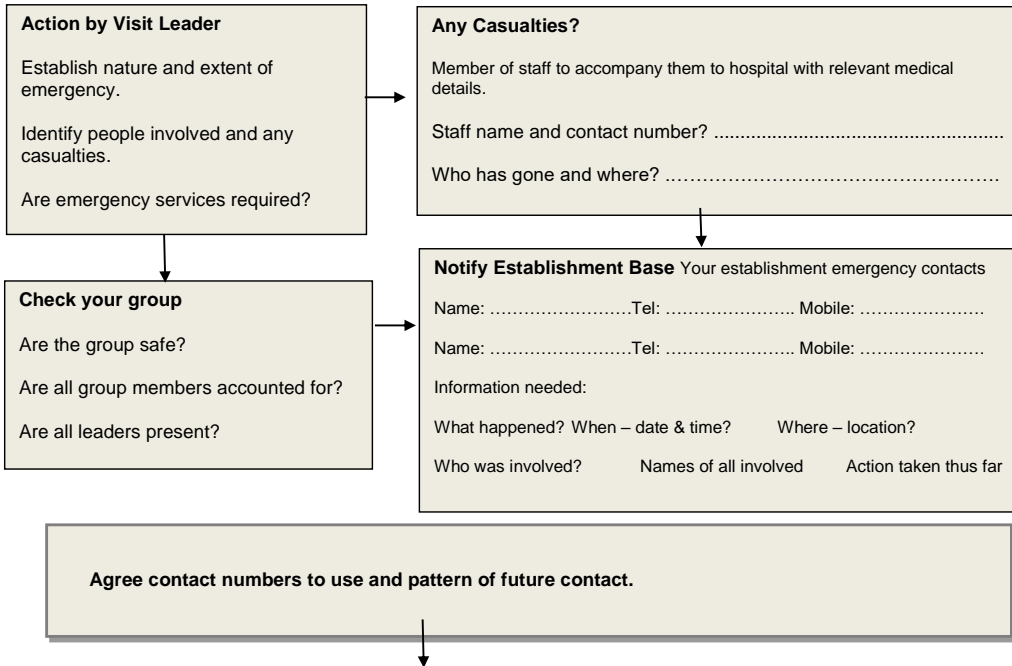 Action by Visit Leader
Establish nature and extent of
emergency.
Identify people involved and any
casualties.
Are emergency services required?
Any Casualties?
Member of staff to accompany them to hospital with relevant medical
details.
Staff name and contact number? ......................................................
Who has gone and where? ..………………………………………………….
Check your group
Are the group safe?
Are all group members accounted for?
Are all leaders present?
Notify Establishment Base Your establishment emergency contacts
Name: …………………….Tel: ………………….. Mobile: ………………….
Name: …………………….Tel: ………………….. Mobile: ………………….
Information needed:
What happened? When – date & time? Where – location?
Who was involved? Names of all involved Action taken thus far
Agree contact numbers to use and pattern of future contact.